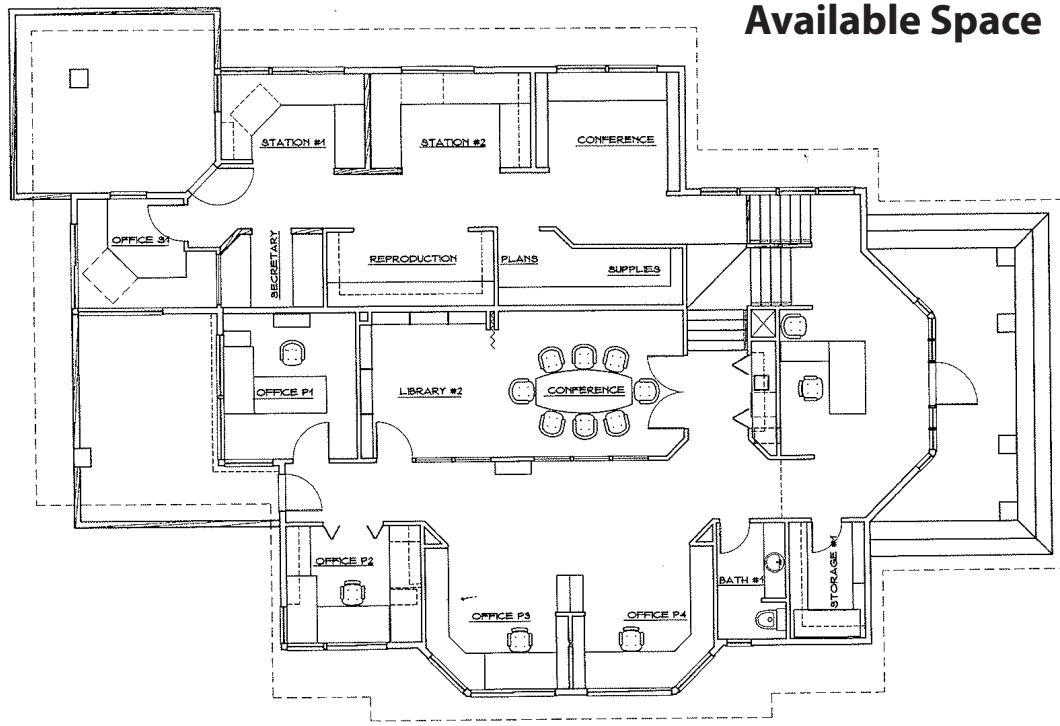 Available Space
STATION #1
STATION #2
CONFERENCE
OFFICE S1
SECRETARY
REPRODUCTION
PLANS
SUPPLIES
OFFICE P1
LIBRARY #2
CONFERENCE
OFFICE P2
OFFICE P3
OFFICE P4
BATH #1
STORAGE #1